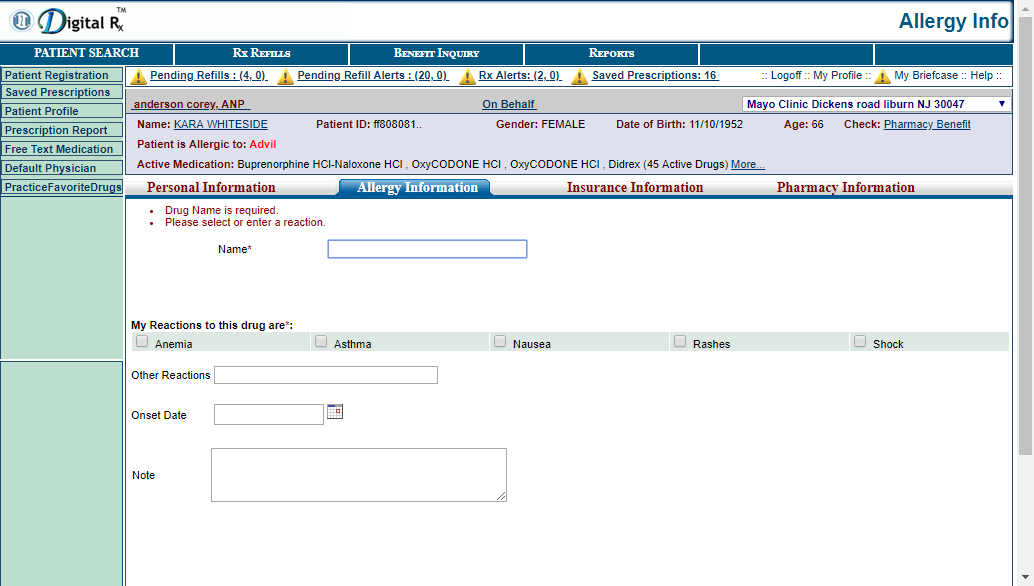 Digital Rx TM
Allergy Info
PATIENT SEARCH RX REFILLS BENEFIT INQUIRY REPORTS
Patient Registration
Saved Prescriptions
Patient Profile
Prescription Report
Free Text Medication
Default Physician
PracticeFavoriteDrugs
Pending Refills : (4, 0) Pending Refill Alerts : (20, 0) Rx Alerts: (2, 0) Saved Prescriptions: 16 :: Logoff :: My Profile :: My Briefcase :: Help ::
anderson corey, ANP On Behalf Mayo Clinic Dickens road liburn NJ 30047
Name: KARA WHITESIDE Patient ID: ff808081.. Gender: FEMALE Date of Birth: 11/10/1952 Age: 66 Check: Pharmacy Benefit
Patient is Allergic to: Advil
Active Medication: Buprenorphine HCl-Naloxone HCl , OxyCODONE HCl , OxyCODONE HCl , Didrex (45 Active Drugs) More...
Personal Information Allergy Information Insurance Information Pharmacy Information
• Drug Name is required.
• Please select or enter a reaction.
Name*
My Reactions to this drug are*:
Anemia Asthma Nausea Rashes Shock
Other Reactions
Onset Date
Note